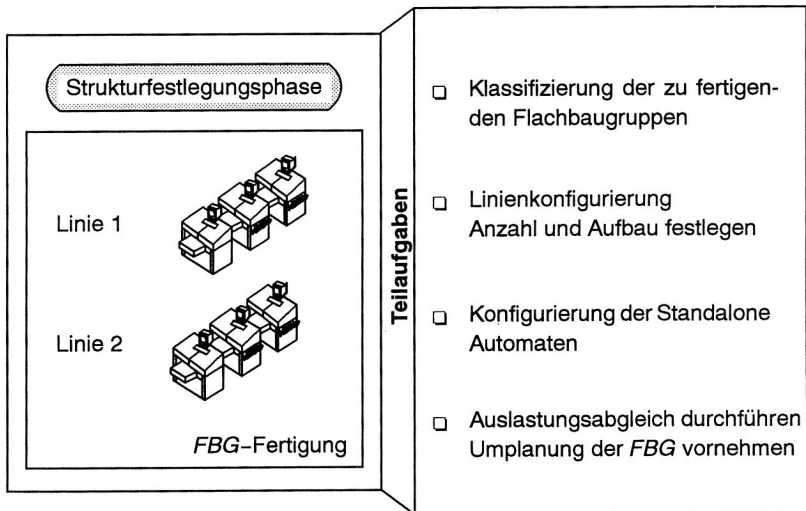 Strukturfestlegungsphase
Linie 1
Linie 2
FBG-Fertigung
Teilaufgaben
❏ Klassifizierung der zu fertigen-
den Flachbaugruppen
❏ Linienkonfigurierung
Anzahl und Aufbau festlegen
❏ Konfigurierung der Standalone
Automaten
❏ Auslastungsabgleich durchführen
Umplanung der FBG vornehmen